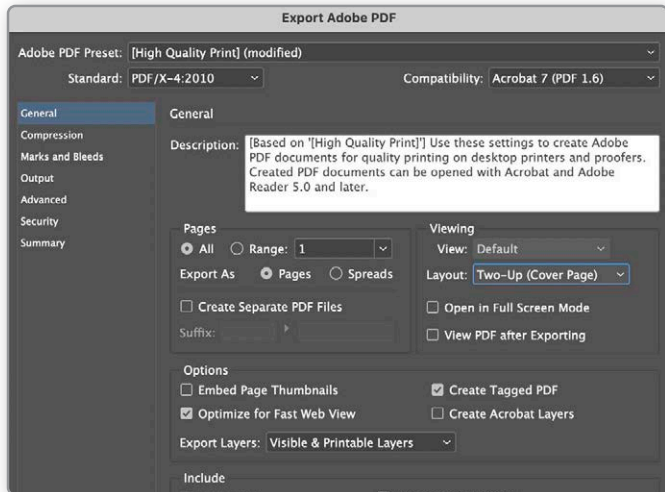 Export Adobe PDF
Adobe PDF Preset: [High Quality Print] (modified)
Standard: PDF/X-4:2010
Compatibility: Acrobat 7 (PDF 1.6)
General
Compression
Marks and Bleeds
Output
Advanced
Security
Summary
General
Description: [Based on '[High Quality Print]'] Use these settings to create Adobe
PDF documents for quality printing on desktop printers and proofers.
Created PDF documents can be opened with Acrobat and Adobe
Reader 5.0 and later.
Pages
All Range: 1
Export As Pages Spreads
Create Separate PDF Files
Suffix:
Viewing
View: Default
Layout: Two-Up (Cover Page)
Open in Full Screen Mode
View PDF after Exporting
Options
Embed Page Thumbnails
Create Tagged PDF
Optimize for Fast Web View
Create Acrobat Layers
Export Layers: Visible & Printable Layers
Include